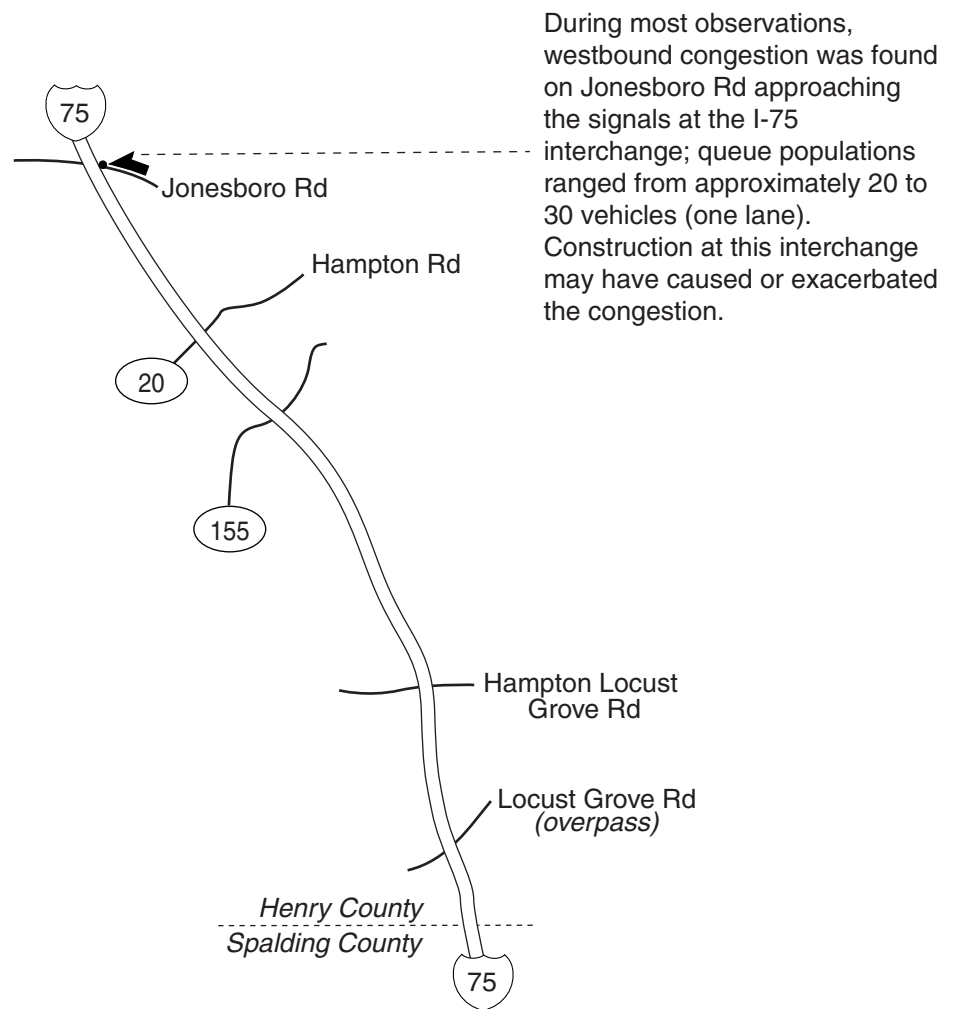 During most observations,
westbound congestion was found
on Jonesboro Rd approaching
the signals at the I-75
interchange; queue populations
ranged from approximately 20 to
30 vehicles (one lane).
Construction at this interchange
may have caused or exacerbated
the congestion.
75
Jonesboro Rd
Hampton Rd
20
155
Hampton Locust
Grove Rd
Locust Grove Rd
(overpass)
Henry County
Spalding County
75